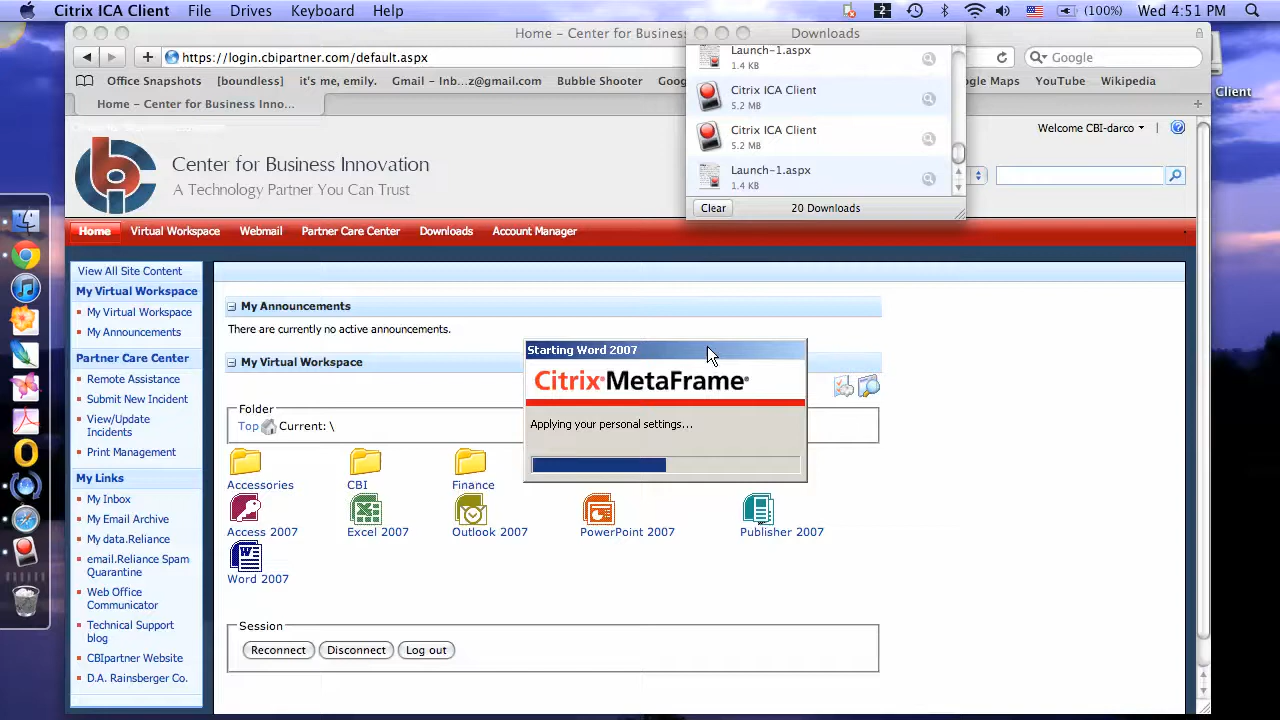 Citrix ICA Client File Drives Keyboard Help
2 (100%) Wed 4:51 PM
Home – Center for Business
Downloads
https://login.cbipartner.com/default.aspx
Google
Office Snapshots [boundless] it's me, emily. Gmail - Inb...z@gmail.com Bubble Shooter Goo
gle Maps YouTube Wikipedia
Home – Center for Business Inno...
Launch-1.aspx
1.4 KB
Citrix ICA Client
5.2 MB
Citrix ICA Client
5.2 MB
Launch-1.aspx
1.4 KB
Clear 20 Downloads
Client
Welcome CBI-darco
cbi
Center for Business Innovation
A Technology Partner You Can Trust
Home Virtual Workspace Webmail Partner Care Center Downloads Account Manager
View All Site Content
My Virtual Workspace
My Virtual Workspace
My Announcements
Partner Care Center
Remote Assistance
Submit New Incident
View/Update
Incidents
Print Management
My Links
My Inbox
My Email Archive
My data.Reliance
email.Reliance Spam
Quarantine
Web Office
Communicator
Technical Support
blog
CBIpartner Website
D.A. Rainsberger Co.
My Announcements
There are currently no active announcements.
My Virtual Workspace
Folder
Top Current: \
Accessories CBI Finance
Access 2007 Excel 2007 Outlook 2007 PowerPoint 2007 Publisher 2007
Word 2007
Session
Reconnect Disconnect Log out
Starting Word 2007
Citrix® MetaFrame®
Applying your personal settings...